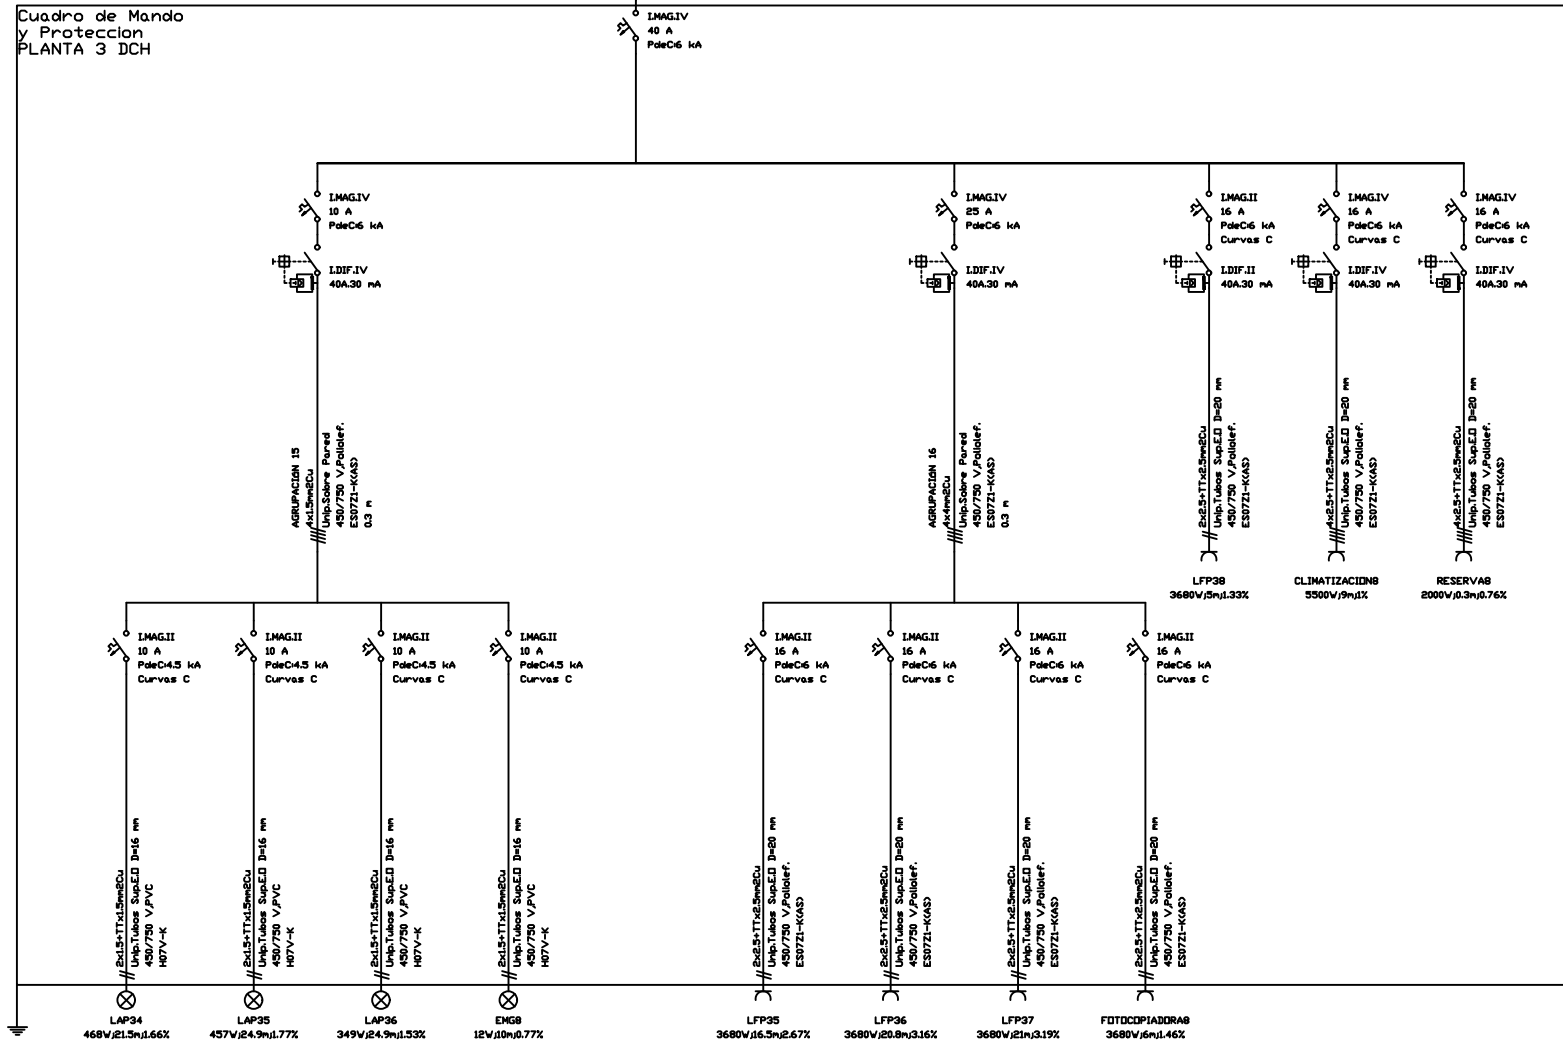 Cuadro de Mando
y Proteccion
PLANTA 3 DCH
I.MAG.IV
40 A
PdeC:6 kA
I.MAG.IV
10 A
PdeC:6 kA
I.DIF.IV
40A.30 mA
I.MAG.IV
25 A
PdeC:6 kA
I.DIF.IV
40A.30 mA
I.MAG.II
16 A
PdeC:6 kA
Curvas C
I.DIF.II
40A.30 mA
I.MAG.IV
16 A
PdeC:6 kA
Curvas C
I.DIF.IV
40A.30 mA
I.MAG.IV
16 A
PdeC:6 kA
Curvas C
I.DIF.IV
40A.30 mA
AGRUPACIÓN 15
4x1.5mm2Cu
Unip.Sobre Pared
450/750 V,Poliolef.
ES07Z1-K(AS)
0.3 m
AGRUPACIÓN 16
4x4mm2Cu
Unip.Sobre Pared
450/750 V,Poliolef.
ES07Z1-K(AS)
0.3 m
2x2.5+TTx2.5mm2Cu
Unip.Tubos Sup.E.O D=20 mm
450/750 V,Poliolef.
ES07Z1-K(AS)
LFP38
3680W;5m;1.33%
4x2.5+TTx2.5mm2Cu
Unip.Tubos Sup.E.O D=20 mm
450/750 V,Poliolef.
ES07Z1-K(AS)
CLIMATIZACION8
5500W;9m;1%
4x2.5+TTx2.5mm2Cu
Unip.Tubos Sup.E.O D=20 mm
450/750 V,Poliolef.
ES07Z1-K(AS)
RESERVA8
2000W;0.3m;0.76%
I.MAG.II
10 A
PdeC:4.5 kA
Curvas C
I.MAG.II
10 A
PdeC:4.5 kA
Curvas C
I.MAG.II
10 A
PdeC:4.5 kA
Curvas C
I.MAG.II
10 A
PdeC:4.5 kA
Curvas C
I.MAG.II
16 A
PdeC:6 kA
Curvas C
I.MAG.II
16 A
PdeC:6 kA
Curvas C
I.MAG.II
16 A
PdeC:6 kA
Curvas C
I.MAG.II
16 A
PdeC:6 kA
Curvas C
2x1.5+TTx1.5mm2Cu
Unip.Tubos Sup.E.O D=16 mm
450/750 V,PVC
H07V-K
LAP34
468W;21.5m;1.66%
2x1.5+TTx1.5mm2Cu
Unip.Tubos Sup.E.O D=16 mm
450/750 V,PVC
H07V-K
LAP35
457W;24.9m;1.77%
2x1.5+TTx1.5mm2Cu
Unip.Tubos Sup.E.O D=16 mm
450/750 V,PVC
H07V-K
LAP36
349W;24.9m;1.53%
2x1.5+TTx1.5mm2Cu
Unip.Tubos Sup.E.O D=16 mm
450/750 V,PVC
H07V-K
EMG8
12W;10m;0.77%
2x2.5+TTx2.5mm2Cu
Unip.Tubos Sup.E.O D=20 mm
450/750 V,Poliolef.
ES07Z1-K(AS)
LFP35
3680W;16.5m;2.67%
2x2.5+TTx2.5mm2Cu
Unip.Tubos Sup.E.O D=20 mm
450/750 V,Poliolef.
ES07Z1-K(AS)
LFP36
3680W;20.8m;3.16%
2x2.5+TTx2.5mm2Cu
Unip.Tubos Sup.E.O D=20 mm
450/750 V,Poliolef.
ES07Z1-K(AS)
LFP37
3680W;21m;3.19%
2x2.5+TTx2.5mm2Cu
Unip.Tubos Sup.E.O D=20 mm
450/750 V,Poliolef.
ES07Z1-K(AS)
FOTOCOPIADORA8
3680W;6m;1.46%